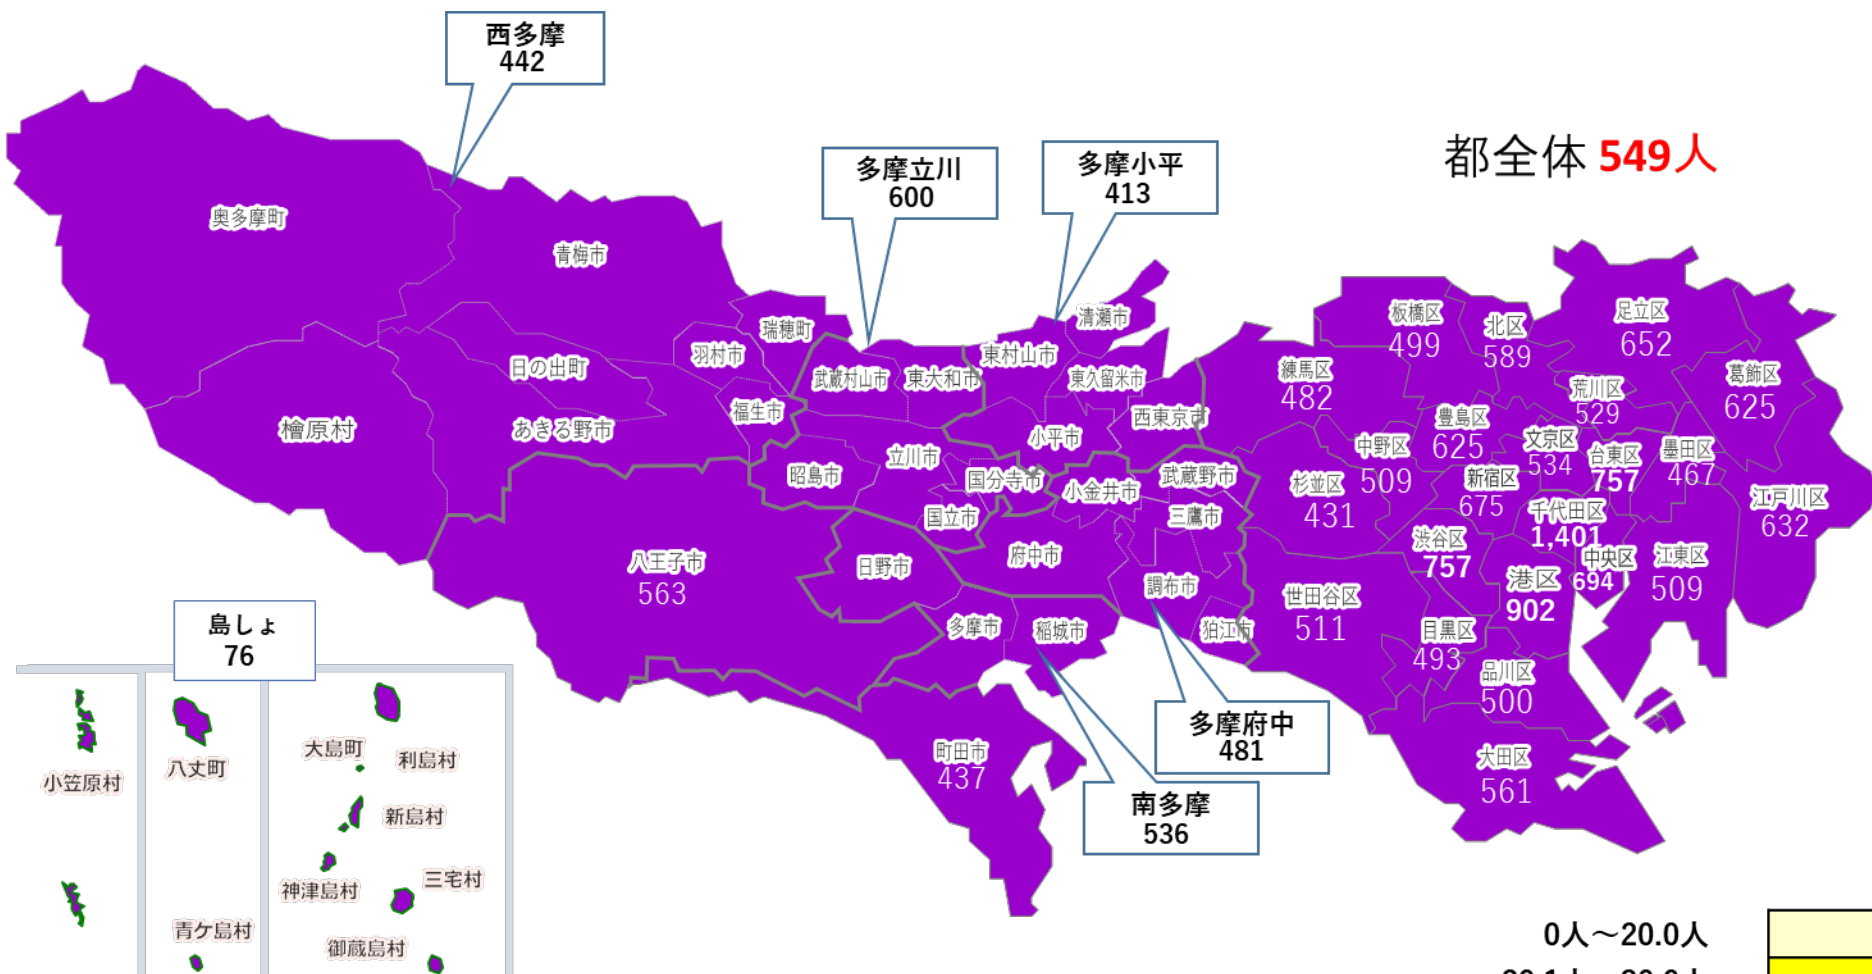 西多摩
442
多摩立川
600
多摩小平
413
都全体 549人
奥多摩町
青梅市
瑞穂町
羽村市
日の出町
福生市
あきる野市
檜原村
武蔵村山市
東大和市
東村山市
清瀬市
東久留米市
西東京市
小平市
立川市
昭島市
国分寺市
国立市
小金井市
武蔵野市
三鷹市
府中市
調布市
狛江市
八王子市
563
日野市
多摩市
稲城市
町田市
437
多摩府中
481
南多摩
536
板橋区
499
北区
589
足立区
652
練馬区
482
荒川区
529
葛飾区
625
豊島区
625
文京区
534
台東区
757
墨田区
467
中野区
509
新宿区
675
杉並区
431
千代田区
1,401
江戸川区
632
渋谷区
757
中央区
694
江東区
509
港区
902
世田谷区
511
目黒区
493
品川区
500
大田区
561
島しょ
76
小笠原村
八丈町
大島町
利島村
新島村
神津島村
三宅村
青ケ島村
御蔵島村
0人～20.0人